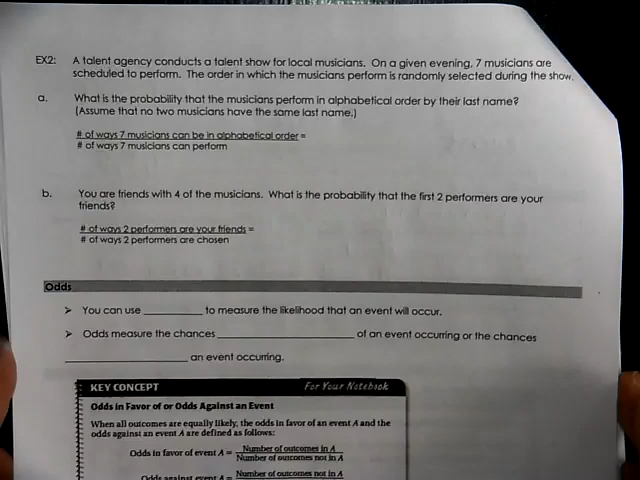 EX2: A talent agency conducts a talent show for local musicians. On a given evening, 7 musicians are
scheduled to perform. The order in which the musicians perform is randomly selected during the show.
a. What is the probability that the musicians perform in alphabetical order by their last name?
(Assume that no two musicians have the same last name.)
# of ways 7 musicians can be in alphabetical order =
# of ways 7 musicians can perform
b. You are friends with 4 of the musicians. What is the probability that the first 2 performers are your
friends?
# of ways 2 performers are your friends =
# of ways 2 performers are chosen
Odds
➢ You can use __________ to measure the likelihood that an event will occur.
➢ Odds measure the chances ______________________ of an event occurring or the chances
____________________ an event occurring.
KEY CONCEPT For Your Notebook
Odds in Favor of or Odds Against an Event
When all outcomes are equally likely, the odds in favor of an event A and the
odds against an event A are defined as follows:
Odds in favor of event A = Number of outcomes in A
Number of outcomes not in A
Odds against event A = Number of outcomes not in A